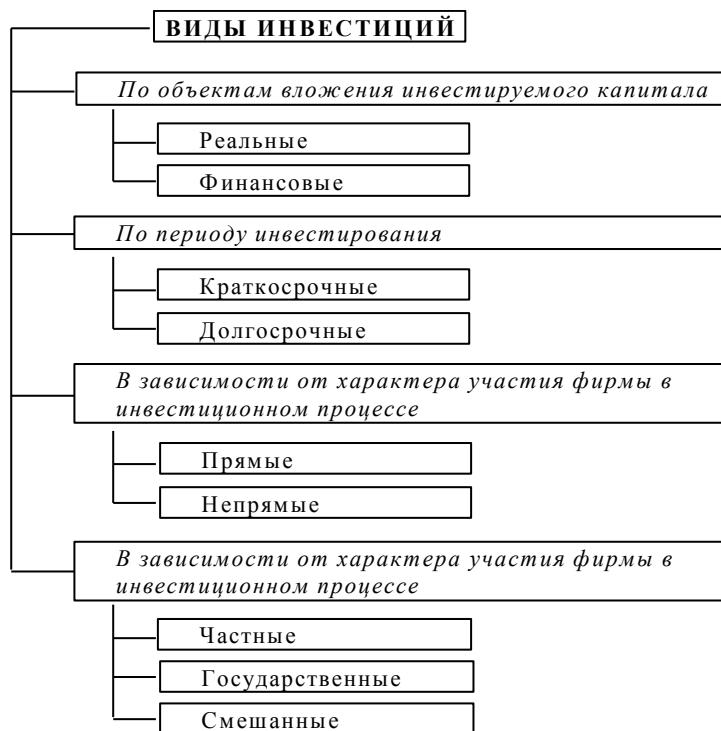 ВИДЫ ИНВЕСТИЦИЙ
По объектам вложения инвестируемого капитала
Реальные
Финансовые
По периоду инвестирования
Краткосрочные
Долгосрочные
В зависимости от характера участия фирмы в
инвестиционном процессе
Прямые
Непрямые
В зависимости от характера участия фирмы в
инвестиционном процессе
Частные
Государственные
Смешанные